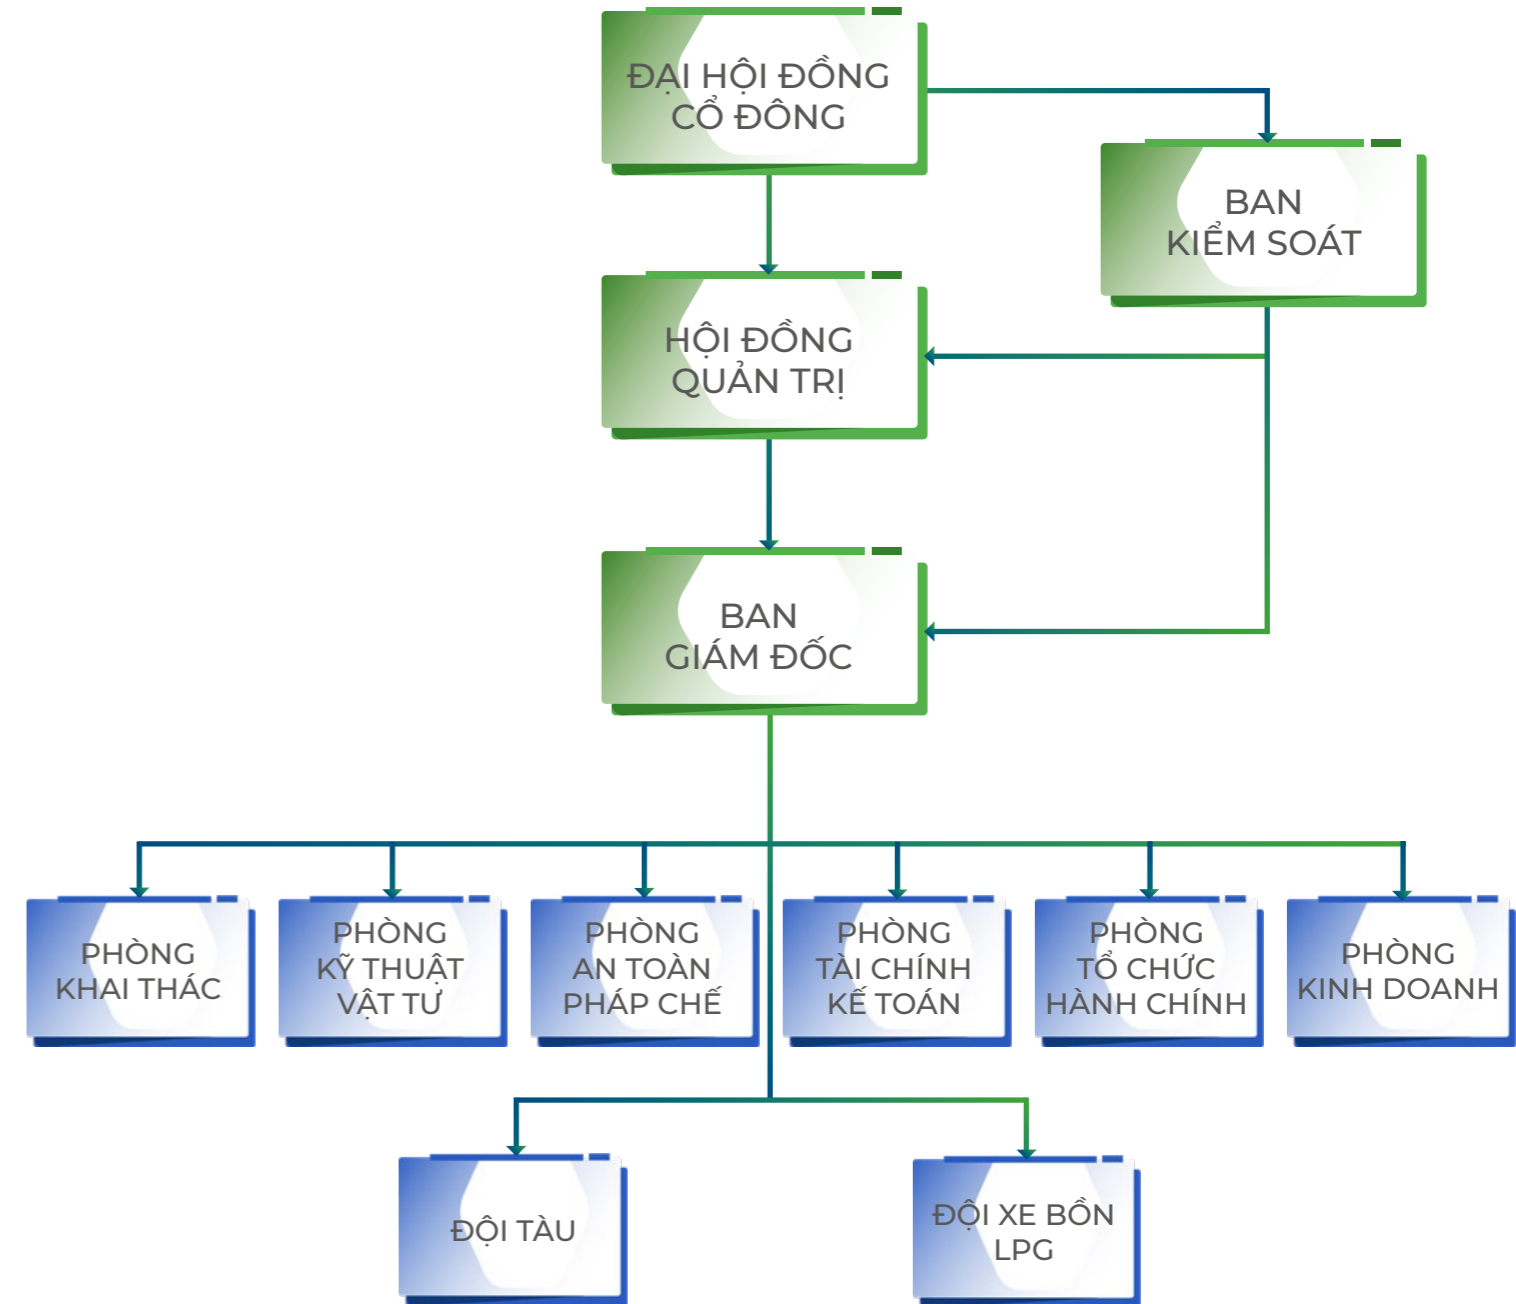 ĐẠI HỘI ĐỒNG
CỔ ĐÔNG
BAN
KIỂM SOÁT
HỘI ĐỒNG
QUẢN TRỊ
BAN
GIÁM ĐỐC
PHÒNG
KHAI THÁC
PHÒNG
KỸ THUẬT
VẬT TƯ
PHÒNG
AN TOÀN
PHÁP CHẾ
PHÒNG
TÀI CHÍNH
KẾ TOÁN
PHÒNG
TỔ CHỨC
HÀNH CHÍNH
PHÒNG
KINH DOANH
ĐỘI TÀU
ĐỘI XE BỒN
LPG